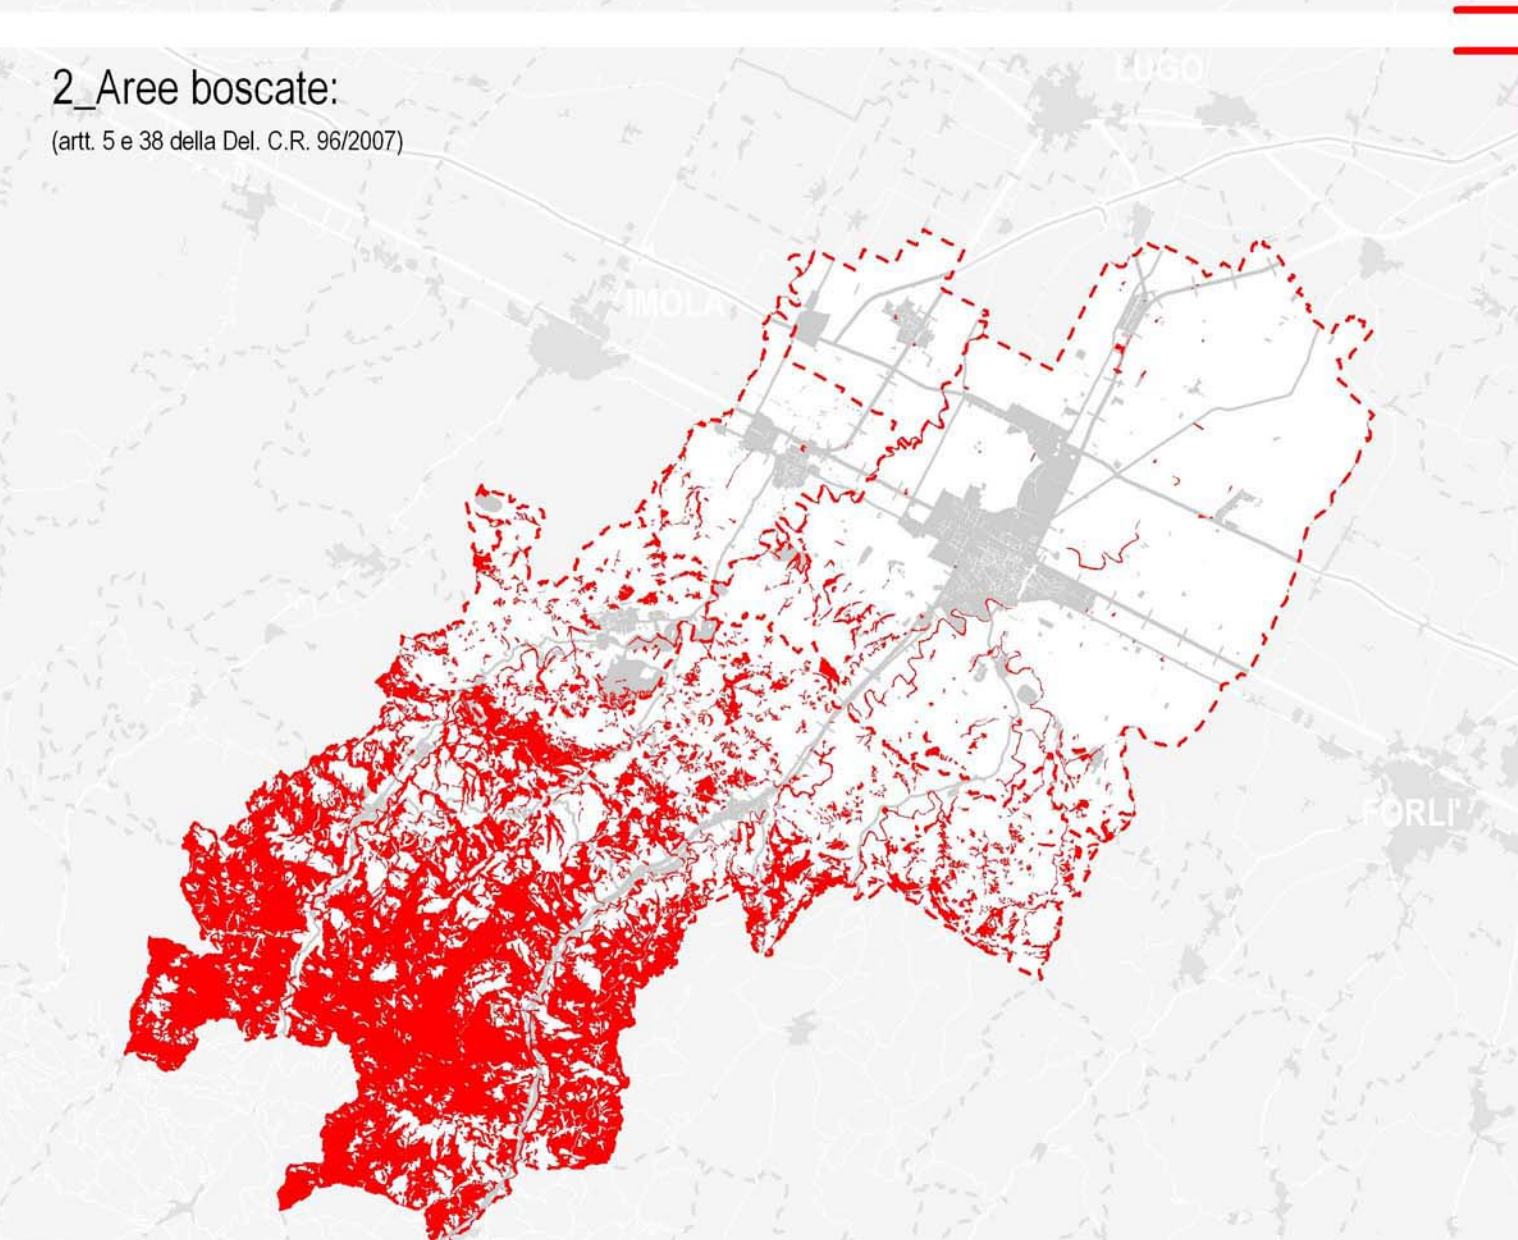 2_Aree boscate:
(artt. 5 e 38 della Del. C.R. 96/2007)
LUGO
IMOLA
FORLI'